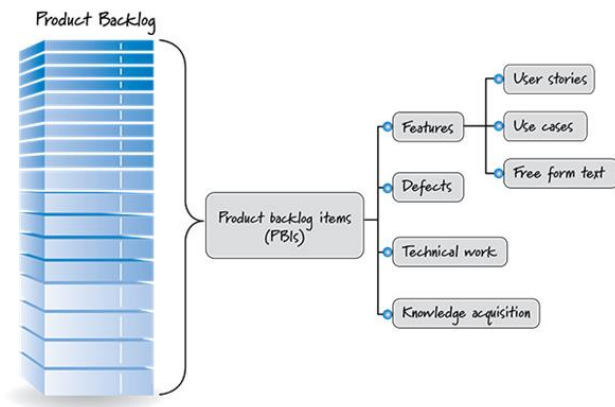 Product Backlog
Product backlog items
(PBIs)
Features
Defects
Technical work
Knowledge acquisition
User stories
Use cases
Free form text